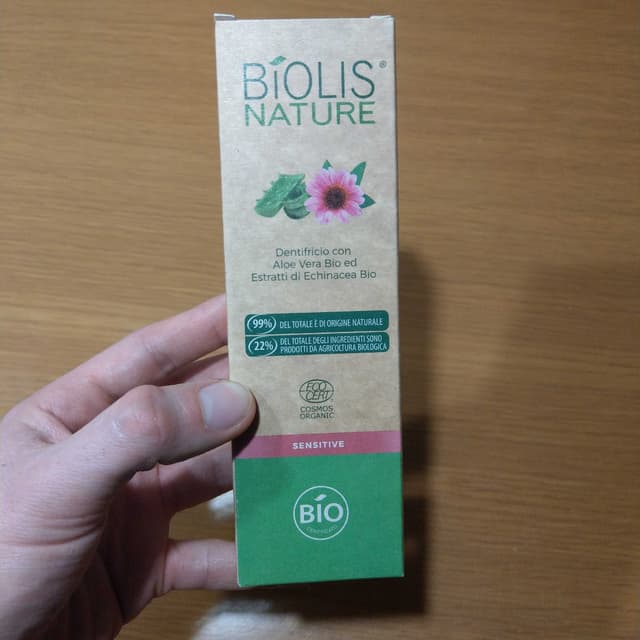 BIOLIS®
NATURE
Dentifricio con
Aloe Vera Bio ed
Estratti di Echinacea Bio
99% DEL TOTALE È DI ORIGINE NATURALE
22% DEL TOTALE DEGLI INGREDIENTI SONO
PRODOTTI DA AGRICOLTURA BIOLOGICA
ECO
CERT
COSMOS
ORGANIC
SENSITIVE
BIO
CERTIFICATO